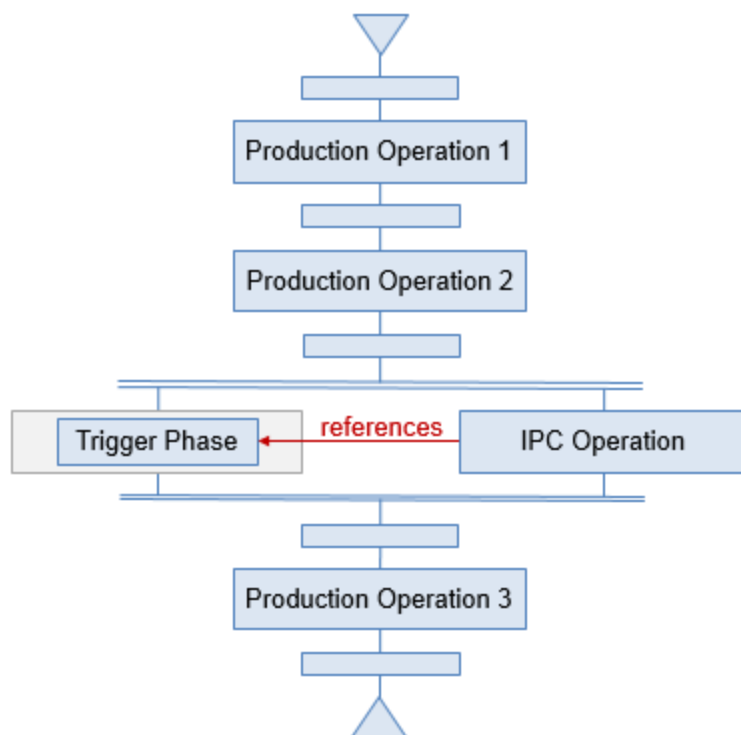 Production Operation 1
Production Operation 2
Trigger Phase
references
IPC Operation
Production Operation 3